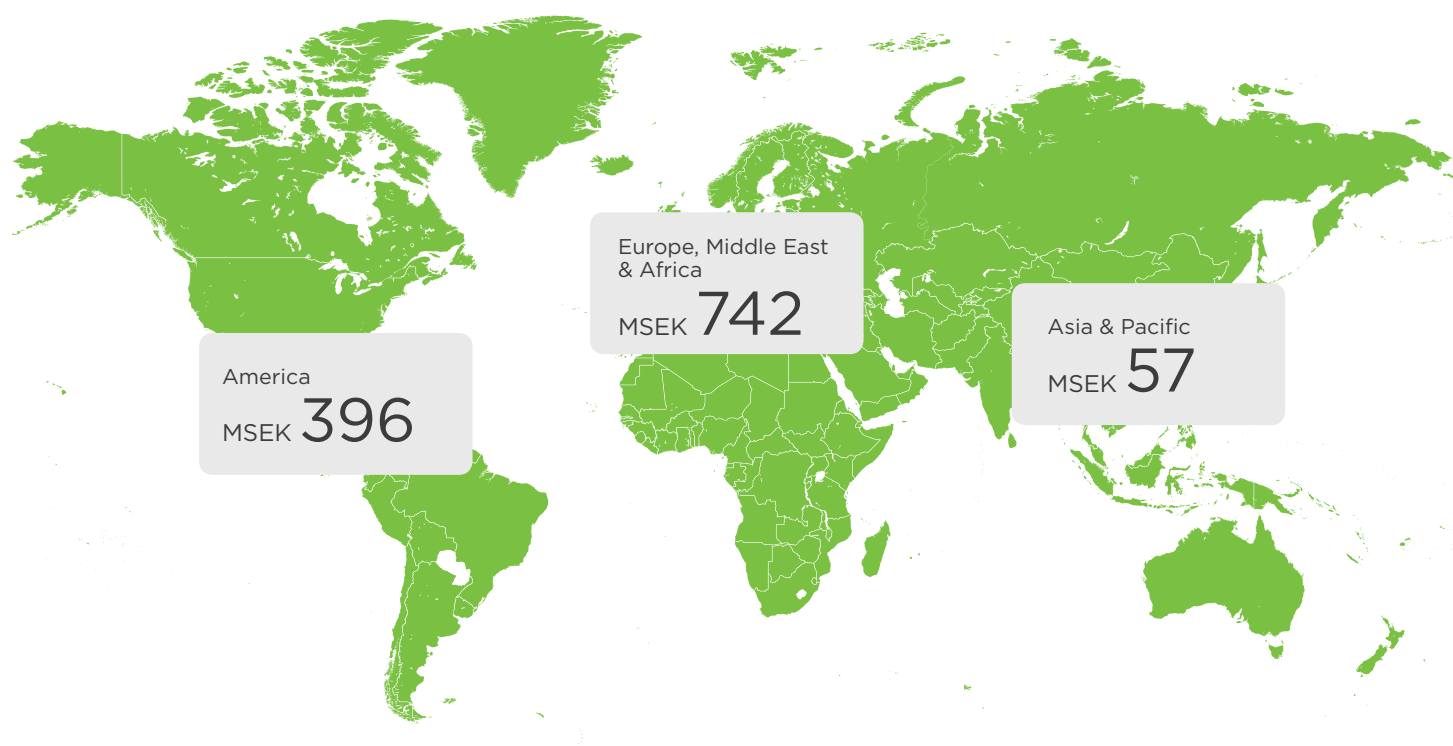 Europe, Middle East
& Africa
MSEK 742
Asia & Pacific
MSEK 57
America
MSEK 396